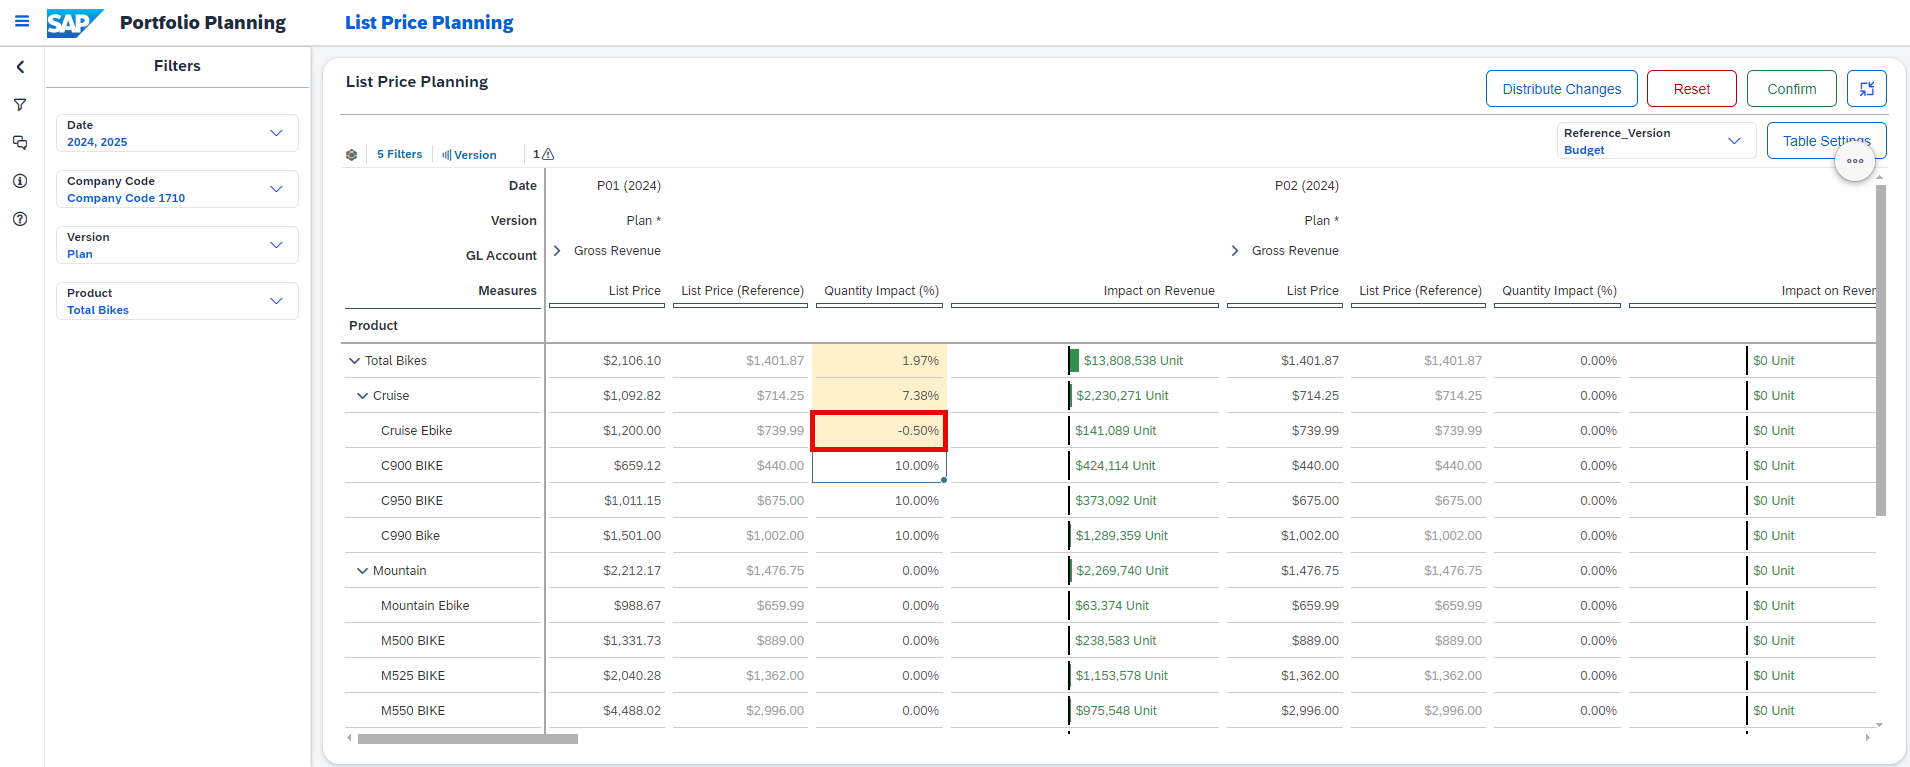 SAP Portfolio Planning List Price Planning
Filters
Date
2024, 2025
Company Code
Company Code 1710
Version
Plan
Product
Total Bikes
List Price Planning
Distribute Changes Reset Confirm
Reference_Version
Budget
Table Settings
5 Filters Version 1
Date P01 (2024) P02 (2024)
Version Plan * Plan *
GL Account Gross Revenue Gross Revenue
Measures List Price List Price (Reference) Quantity Impact (%) Impact on Revenue List Price List Price (Reference) Quantity Impact (%) Impact on Reven
Product
Total Bikes $2,106.10 $1,401.87 1.97% $13,808,538 Unit $1,401.87 $1,401.87 0.00% $0 Unit
Cruise $1,092.82 $714.25 7.38% $2,230,271 Unit $714.25 $714.25 0.00% $0 Unit
Cruise Ebike $1,200.00 $739.99 -0.50% $141,089 Unit $739.99 $739.99 0.00% $0 Unit
C900 BIKE $659.12 $440.00 10.00% $424,114 Unit $440.00 $440.00 0.00% $0 Unit
C950 BIKE $1,011.15 $675.00 10.00% $373,092 Unit $675.00 $675.00 0.00% $0 Unit
C990 Bike $1,501.00 $1,002.00 10.00% $1,289,359 Unit $1,002.00 $1,002.00 0.00% $0 Unit
Mountain $2,212.17 $1,476.75 0.00% $2,269,740 Unit $1,476.75 $1,476.75 0.00% $0 Unit
Mountain Ebike $988.67 $659.99 0.00% $63,374 Unit $659.99 $659.99 0.00% $0 Unit
M500 BIKE $1,331.73 $889.00 0.00% $238,583 Unit $889.00 $889.00 0.00% $0 Unit
M525 BIKE $2,040.28 $1,362.00 0.00% $1,153,578 Unit $1,362.00 $1,362.00 0.00% $0 Unit
M550 BIKE $4,488.02 $2,996.00 0.00% $975,548 Unit $2,996.00 $2,996.00 0.00% $0 Unit